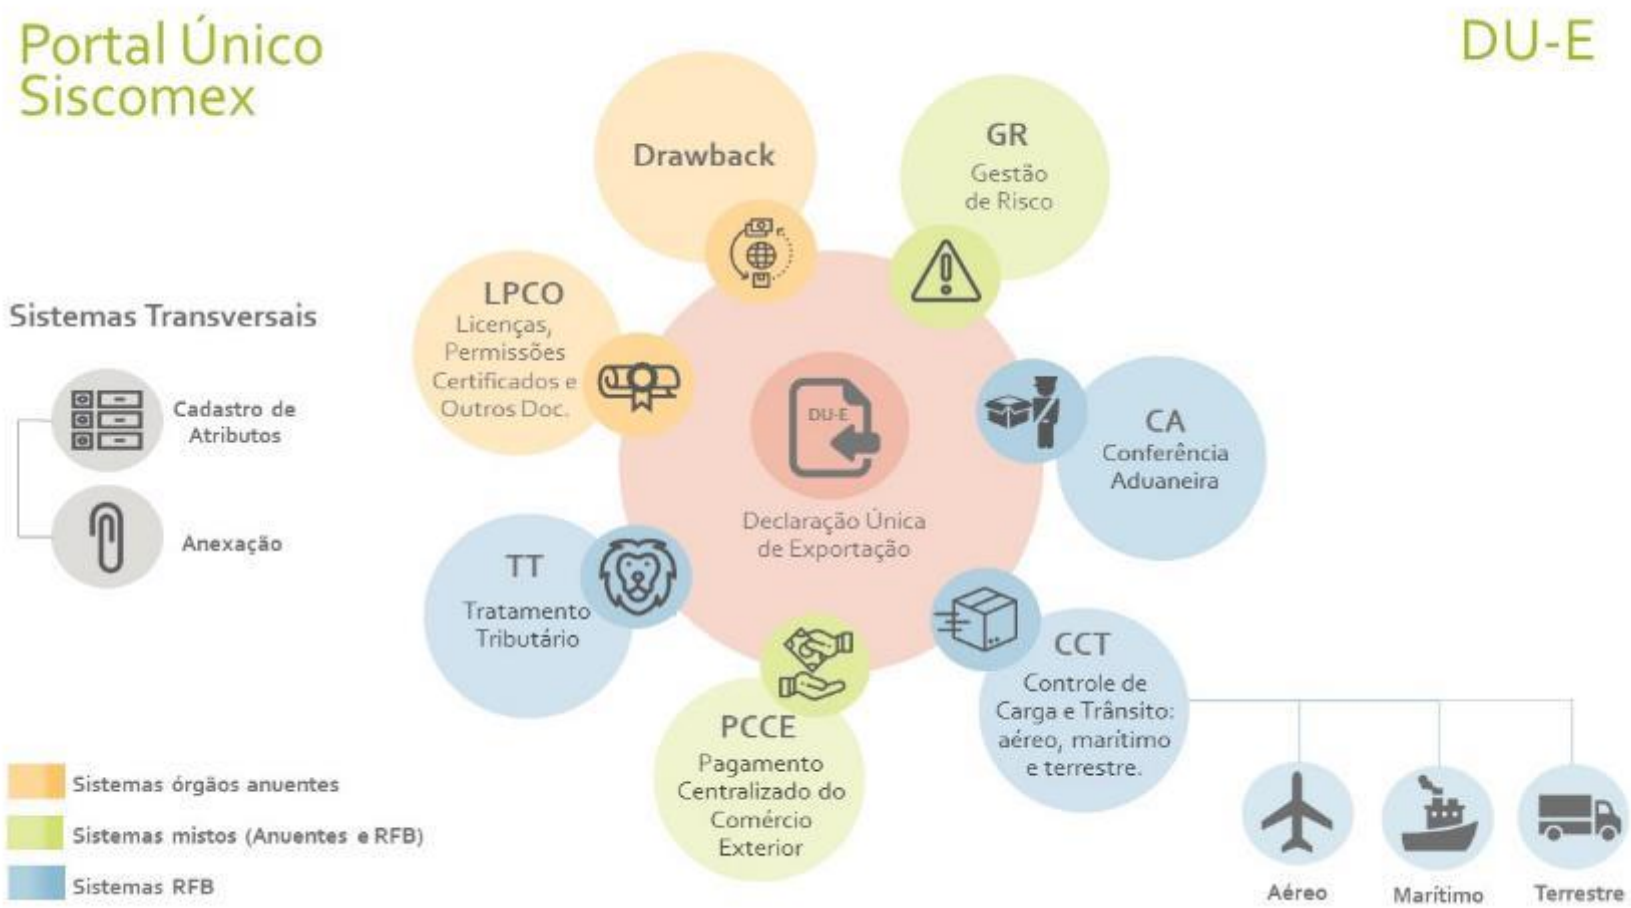 Portal Único
Siscomex
DU-E
Drawback
GR
Gestão
de Risco
LPCO
Licenças,
Permissões
Certificados e
Outros Doc.
Sistemas Transversais
Cadastro de
Atributos
Anexação
DU-E
Declaração Única
de Exportação
CA
Conferência
Aduaneira
TT
Tratamento
Tributário
CCT
Controle de
Carga e Trânsito:
aéreo, marítimo
e terrestre.
PCCE
Pagamento
Centralizado do
Comércio
Exterior
Sistemas órgãos anuentes
Sistemas mistos (Anuentes e RFB)
Sistemas RFB
Aéreo
Marítimo
Terrestre